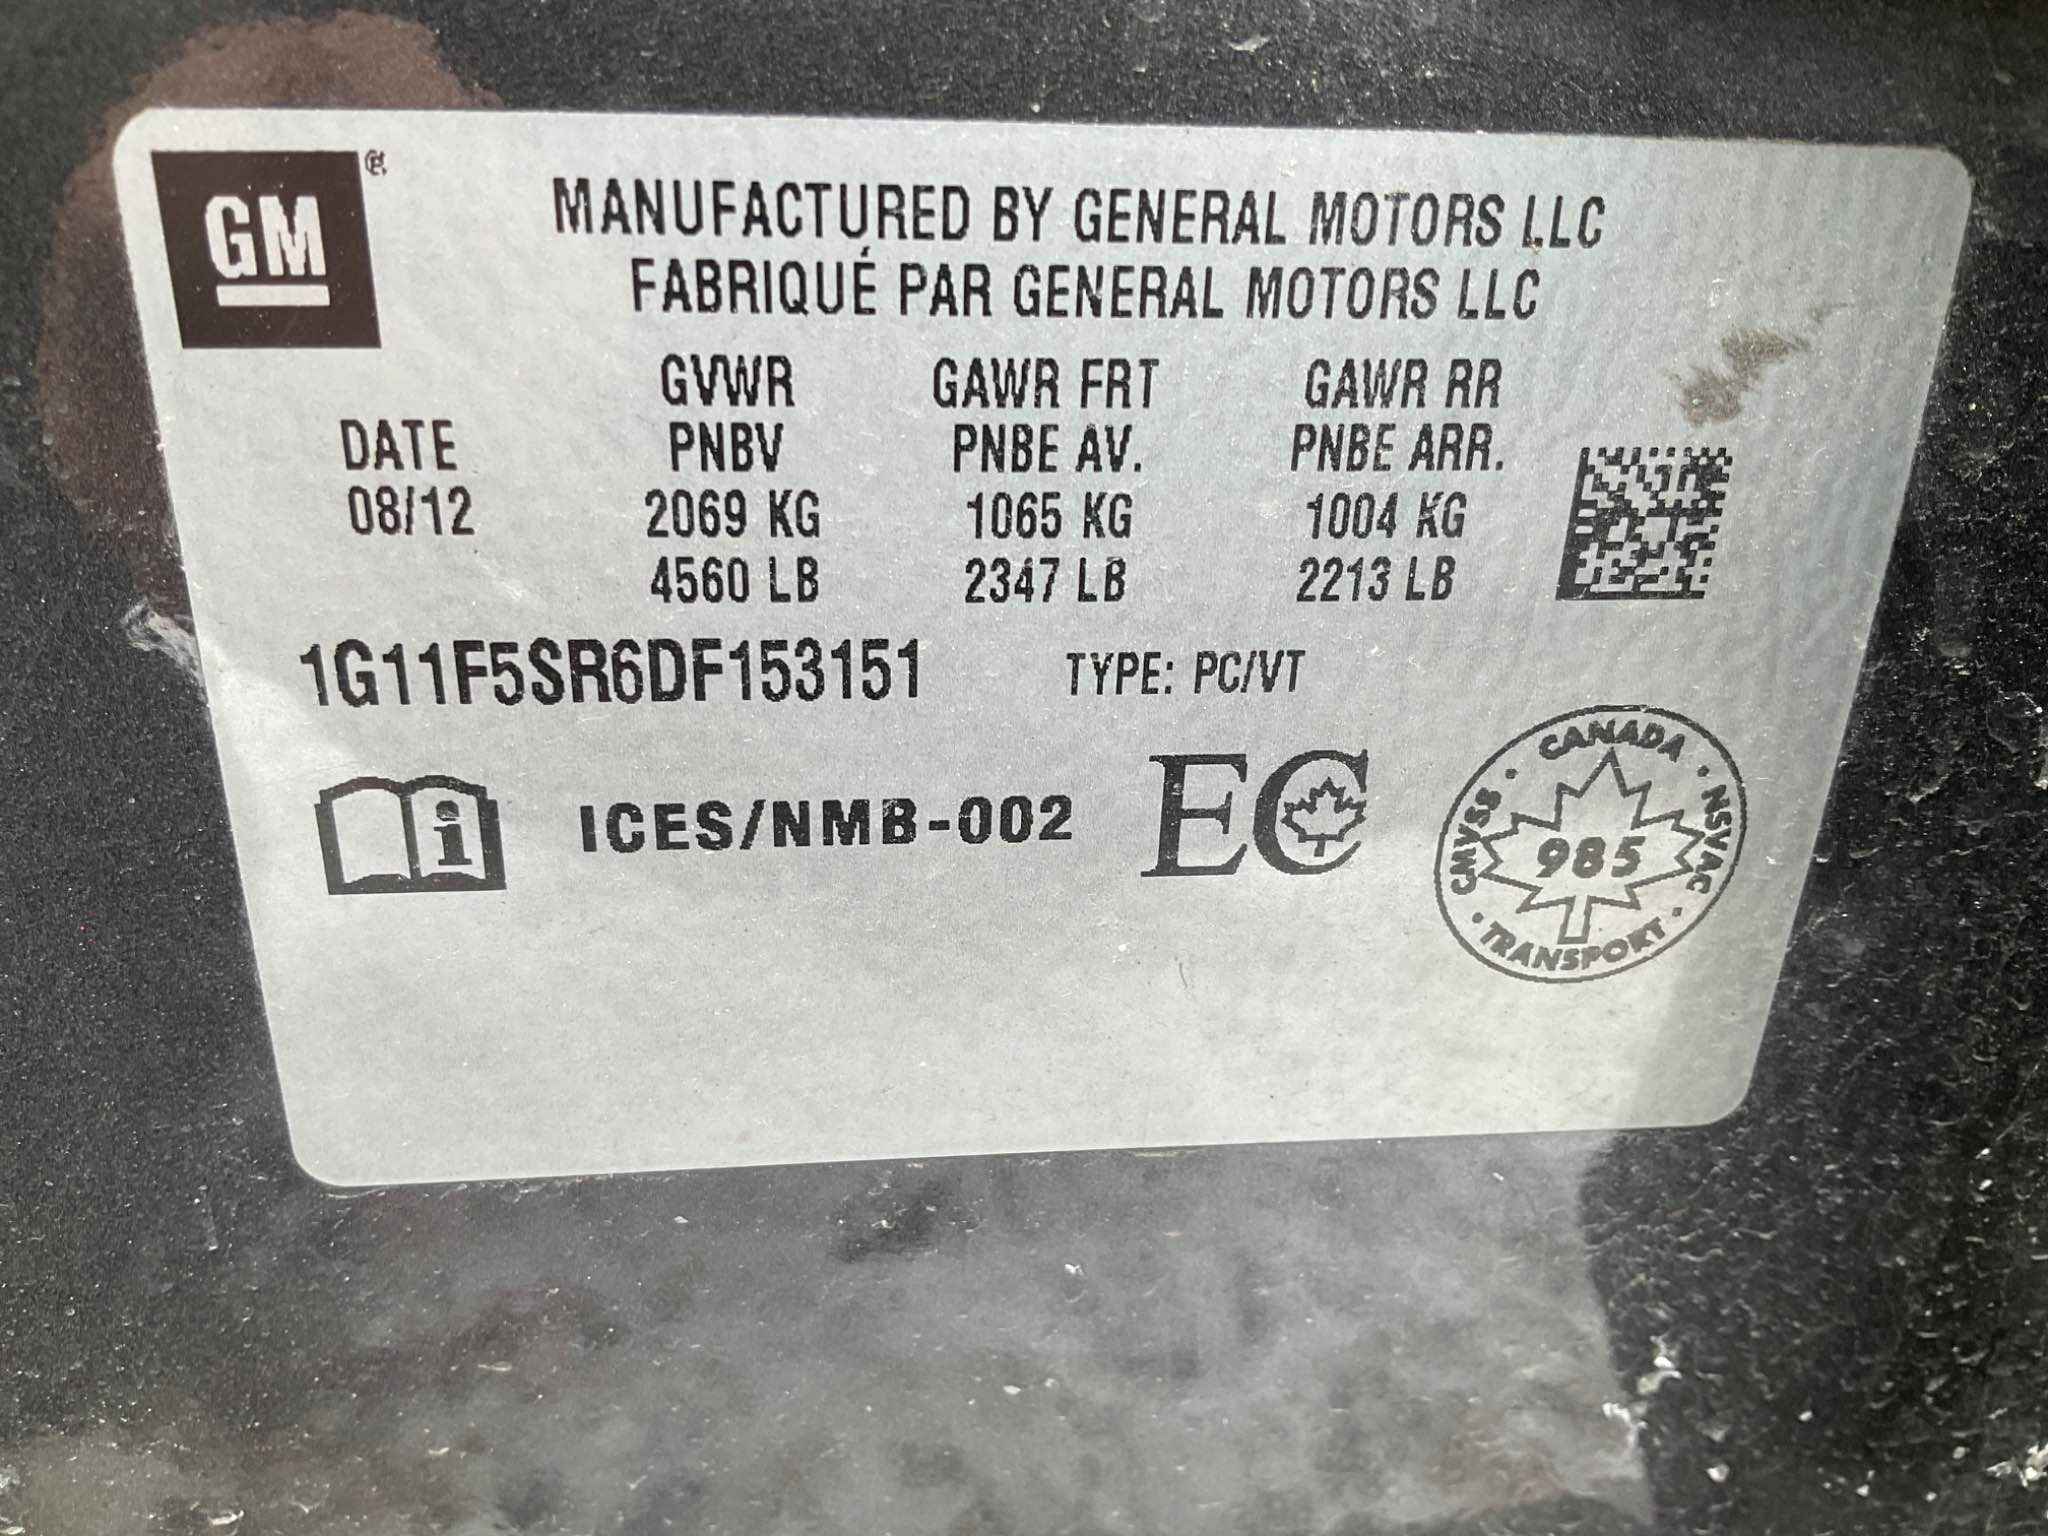 GM
MANUFACTURED BY GENERAL MOTORS LLC
FABRIQUÉ PAR GENERAL MOTORS LLC
GVWR GAWR FRT GAWR RR
DATE PNBV PNBE AV. PNBE ARR.
08/12 2069 KG 1065 KG 1004 KG
4560 LB 2347 LB 2213 LB
1G11F5SR6DF153151 TYPE: PC/VT
i ICES/NMB-002 EC
CANADA
CMVSS · NSVAC
985
TRANSPORT